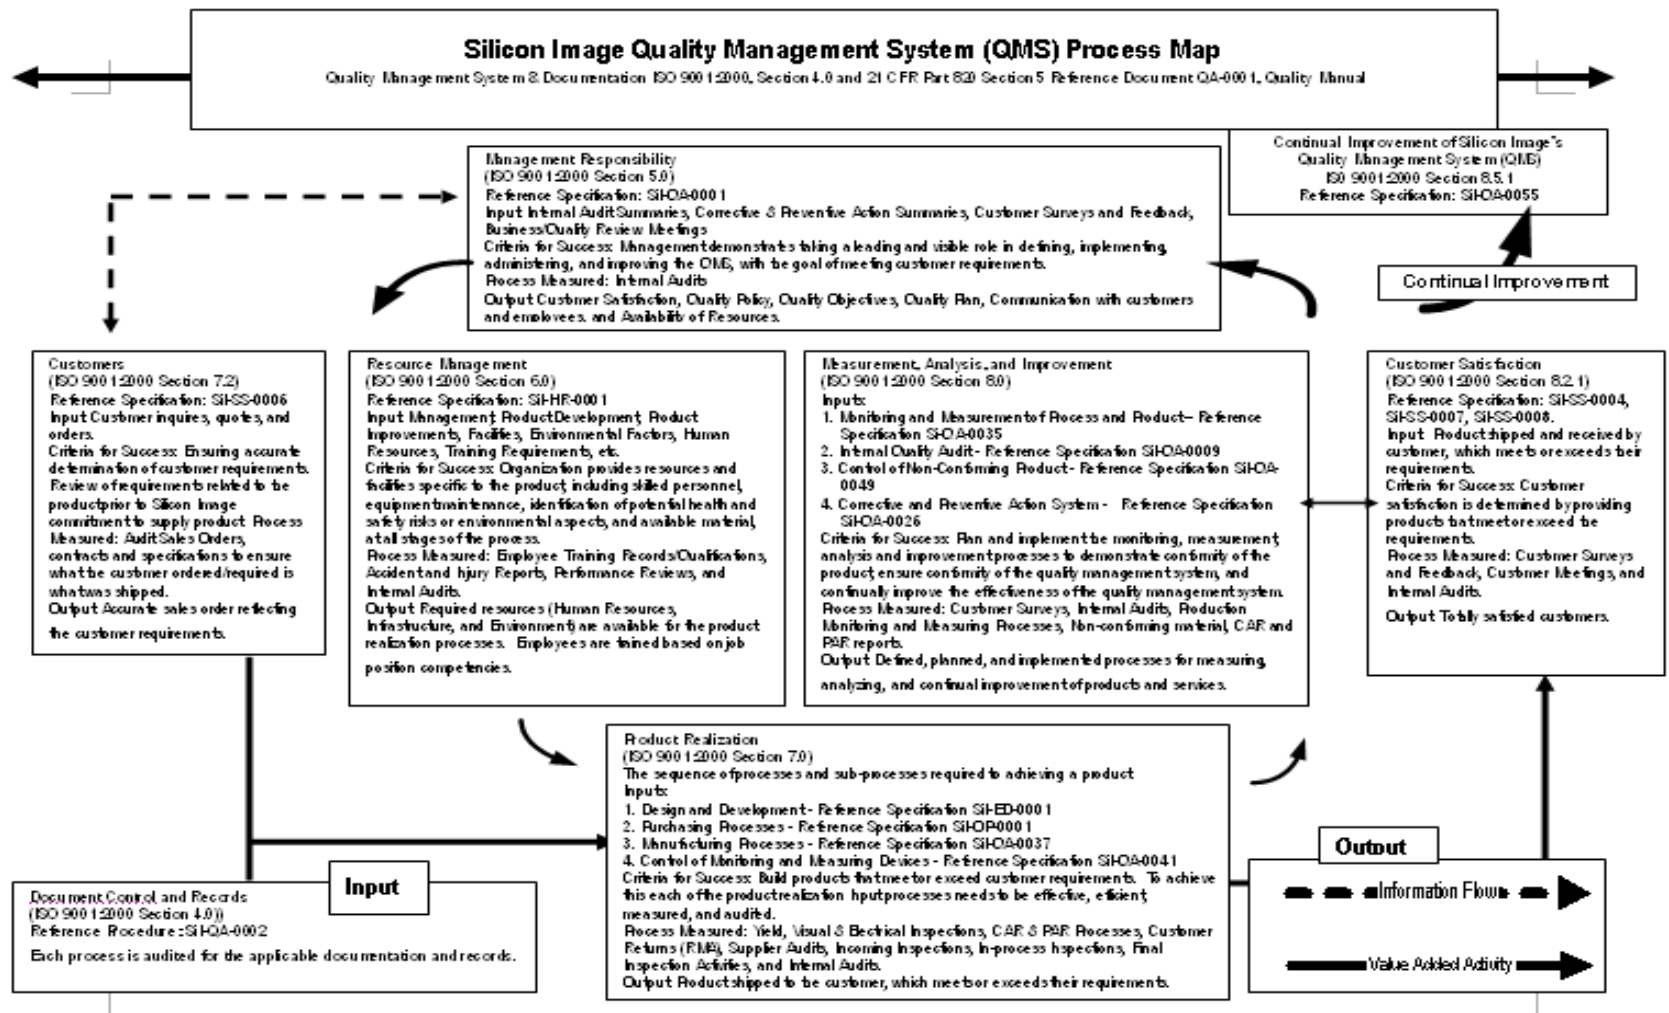 Silicon Image Quality Management System (QMS) Process Map
Quality Management System & Documentation ISO 9001:2000, Section 4.0 and 21 CFR Part 820 Section 5 Reference Document QA-0001, Quality Manual
Continual Improvement of Silicon Image's
Quality Management System (QMS)
IS0 9001:2000 Section 8.5.1
Reference Specification: SiI-QA-0055
Management Responsibility
(ISO 9001:2000 Section 5.0)
Reference Specification: SiI-QA-0001
Input: Internal Audit Summaries, Corrective & Preventive Action Summaries, Customer Surveys and Feedback,
Business/Quality Review Meetings
Criteria for Success: Management demonstrates taking a leading and visible role in defining, implementing,
administering, and improving the QMS, with the goal of meeting customer requirements.
Process Measured: Internal Audits
Output: Customer Satisfaction, Quality Policy, Quality Objectives, Quality Plan, Communication with customers
and employees. and Availability of Resources.
Continual Improvement
Customers
(ISO 9001:2000 Section 7.2)
Reference Specification: SiI-SS-0006
Input: Customer inquires, quotes, and
orders.
Criteria for Success: Ensuring accurate
determination of customer requirements.
Review of requirements related to the
product prior to Silicon Image
commitment to supply product. Process
Measured: Audit Sales Orders,
contracts and specifications to ensure
what the customer ordered/required is
what was shipped.
Output: Accurate sales order reflecting
the customer requirements.
Resource Management
(ISO 9001:2000 Section 6.0)
Reference Specification: SiI-HR-0001
Input: Management, Product Development, Product
Improvements, Facilities, Environmental Factors, Human
Resources, Training Requirements, etc.
Criteria for Success: Organization provides resources and
facilities specific to the product, including skilled personnel,
equipment maintenance, identification of potential health and
safety risks or environmental aspects, and available material,
at all stages of the process.
Process Measured: Employee Training Records/Qualifications,
Accident and Injury Reports, Performance Reviews, and
Internal Audits.
Output: Required resources (Human Resources,
Infrastructure, and Environment) are available for the product
realization processes. Employees are trained based on job
position competencies.
Measurement, Analysis, and Improvement
(ISO 9001:2000 Section 8.0)
Inputs:
1. Monitoring and Measurement of Process and Product – Reference
Specification SiI-QA-0035
2. Internal Quality Audit - Reference Specification SiI-QA-0009
3. Control of Non-Confirming Product - Reference Specification SiI-QA-
0049
4. Corrective and Preventive Action System - Reference Specification
SiI-QA-0026
Criteria for Success: Plan and implement the monitoring, measurement,
analysis and improvement processes to demonstrate conformity of the
product, ensure conformity of the quality management system, and
continually improve the effectiveness of the quality management system.
Process Measured: Customer Surveys, Internal Audits, Production
Monitoring and Measuring Processes, Non-confirming material, CAR and
PAR reports.
Output: Defined, planned, and implemented processes for measuring,
analyzing, and continual improvement of products and services.
Customer Satisfaction
(ISO 9001:2000 Section 8.2.1)
Reference Specification: SiI-SS-0004,
SiI-SS-0007, SiI-SS-0008.
Input: Product shipped and received by
customer, which meets or exceeds their
requirements.
Criteria for Success: Customer
satisfaction is determined by providing
products that meet or exceed the
requirements.
Process Measured: Customer Surveys
and Feedback, Customer Meetings, and
Internal Audits.
Output: Totally satisfied customers.
Product Realization
(ISO 9001:2000 Section 7.0)
The sequence of processes and sub-processes required to achieving a product.
Inputs:
1. Design and Development - Reference Specification SiI-ED-0001
2. Purchasing Processes - Reference Specification SiI-OP-0001
3. Manufacturing Processes - Reference Specification SiI-QA-0037
4. Control of Monitoring and Measuring Devices - Reference Specification SiI-QA-0041
Criteria for Success: Build products that meet or exceed customer requirements. To achieve
this each of the product realization Input processes needs to be effective, efficient,
measured, and audited.
Process Measured: Yield, Visual & Electrical Inspections, CAR & PAR Processes, Customer
Returns (RMA), Supplier Audits, Incoming Inspections, In-process Inspections, Final
Inspection Activities, and Internal Audits.
Output: Product shipped to the customer, which meets or exceeds their requirements.
Input
Document Control and Records
(ISO 9001:2000 Section 4.0))
Reference Procedure: SiI-QA-0002
Each process is audited for the applicable documentation and records.
Output
Information Flow
Value Added Activity